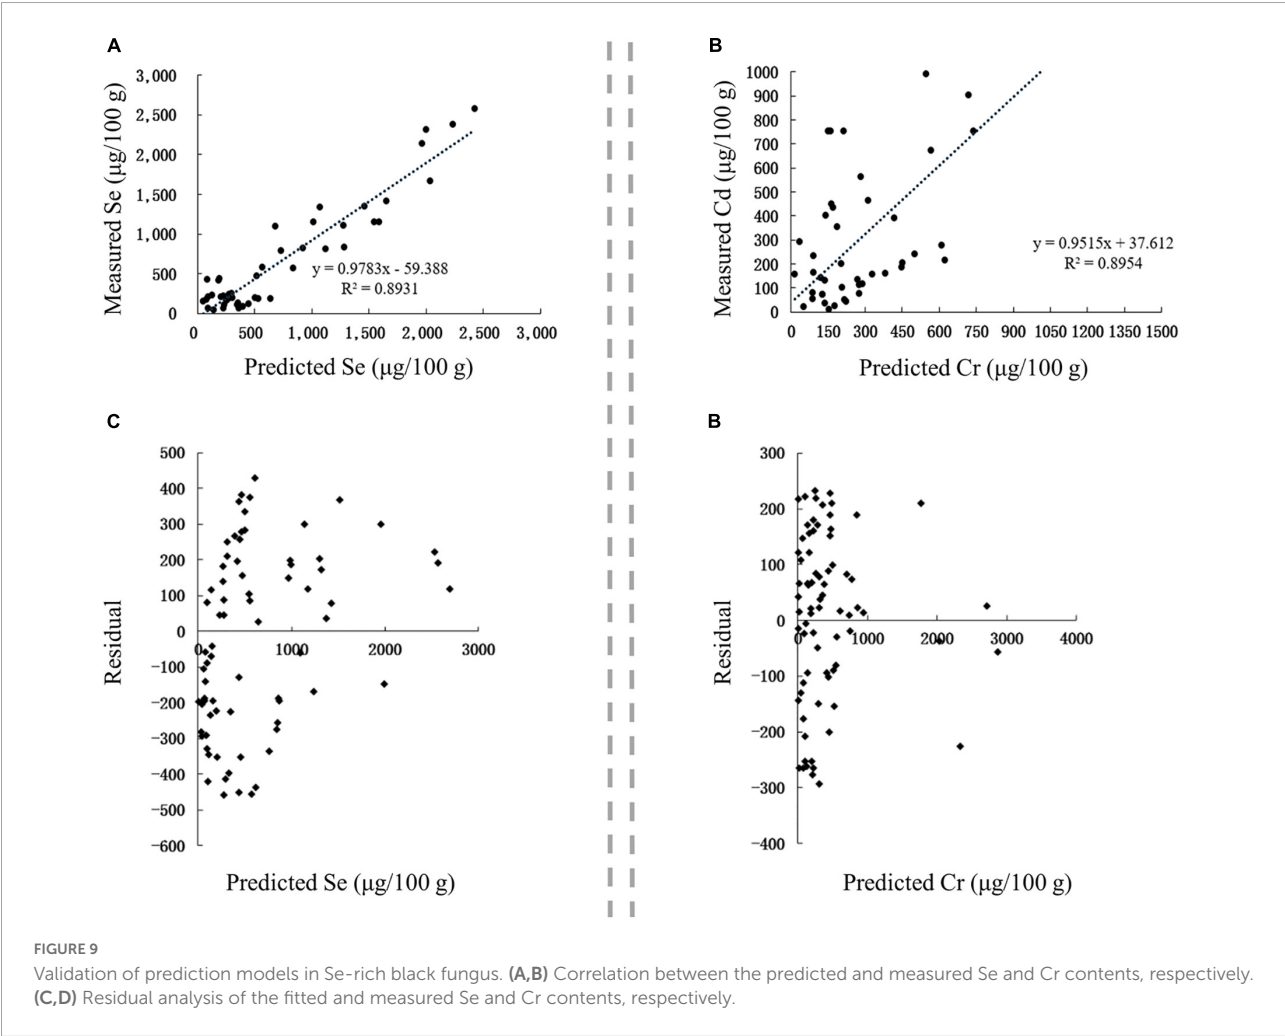 A
3,000
2,500
2,000
1,500
1,000
500
0
Measured Se (µg/100 g)
y = 0.9783x - 59.388
R² = 0.8931
0 500 1,000 1,500 2,000 2,500 3,000
Predicted Se (µg/100 g)
B
1000
900
800
700
600
500
400
300
200
100
0
Measured Cd (µg/100 g)
y = 0.9515x + 37.612
R² = 0.8954
0 150 300 450 600 750 900 1050 1200 1350 1500
Predicted Cr (µg/100 g)
C
500
400
300
200
100
0
−100
−200
−300
−400
−500
−600
Residual
0 1000 2000 3000
Predicted Se (µg/100 g)
B
300
200
100
0
−100
−200
−300
−400
Residual
0 1000 2000 3000 4000
Predicted Cr (µg/100 g)
FIGURE 9
Validation of prediction models in Se-rich black fungus. (A,B) Correlation between the predicted and measured Se and Cr contents, respectively.
(C,D) Residual analysis of the fitted and measured Se and Cr contents, respectively.